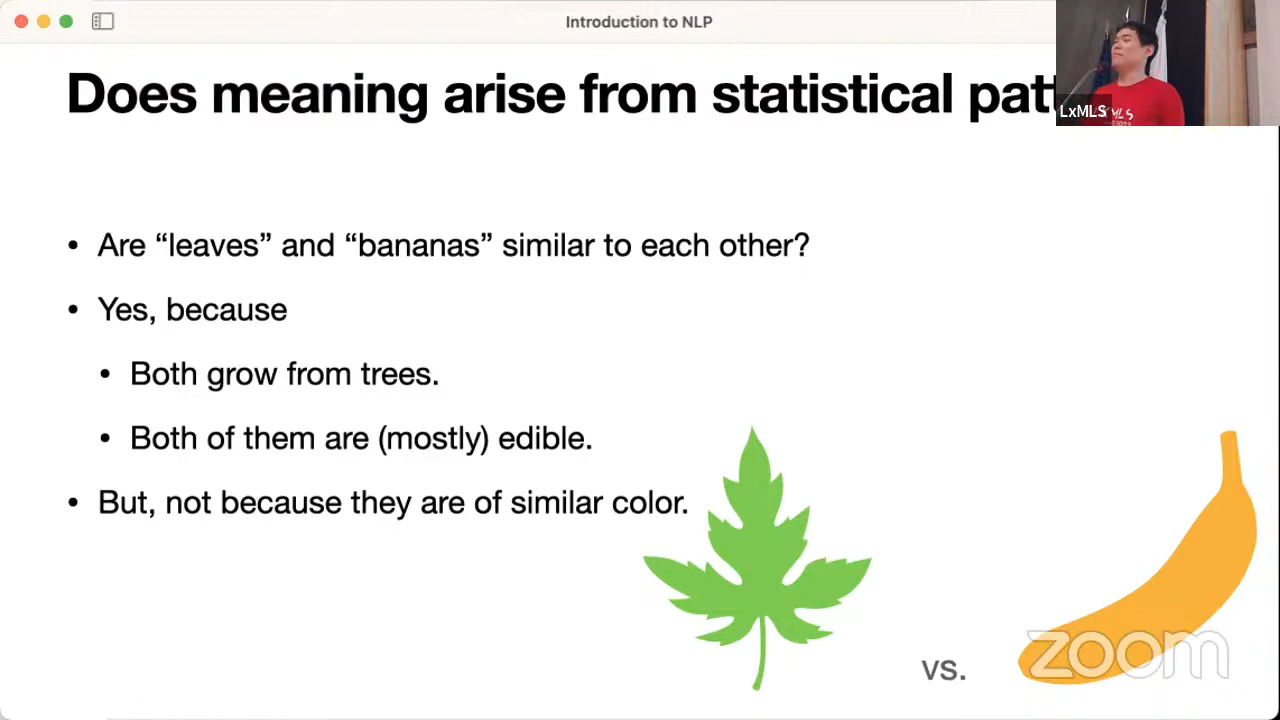 Introduction to NLP
Does meaning arise from statistical patt
LxMLS
• Are “leaves” and “bananas” similar to each other?
• Yes, because
• Both grow from trees.
• Both of them are (mostly) edible.
• But, not because they are of similar color.
vs.
zoom